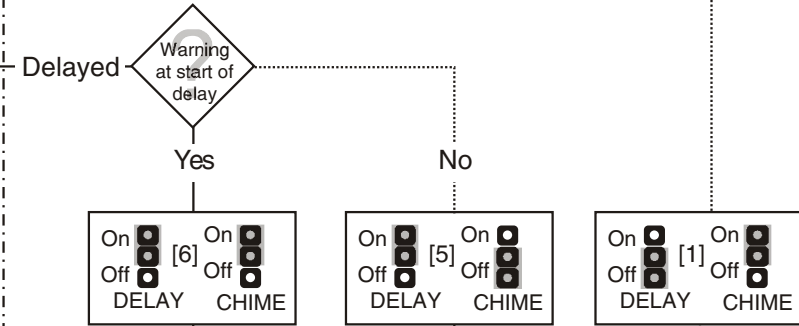 ?
Warning
at start of
delay
Delayed
Yes
No
On
On
[6]
Off
Off
DELAY
CHIME
On
On
[5]
Off
Off
DELAY
CHIME
On
On
[1]
Off
Off
DELAY
CHIME